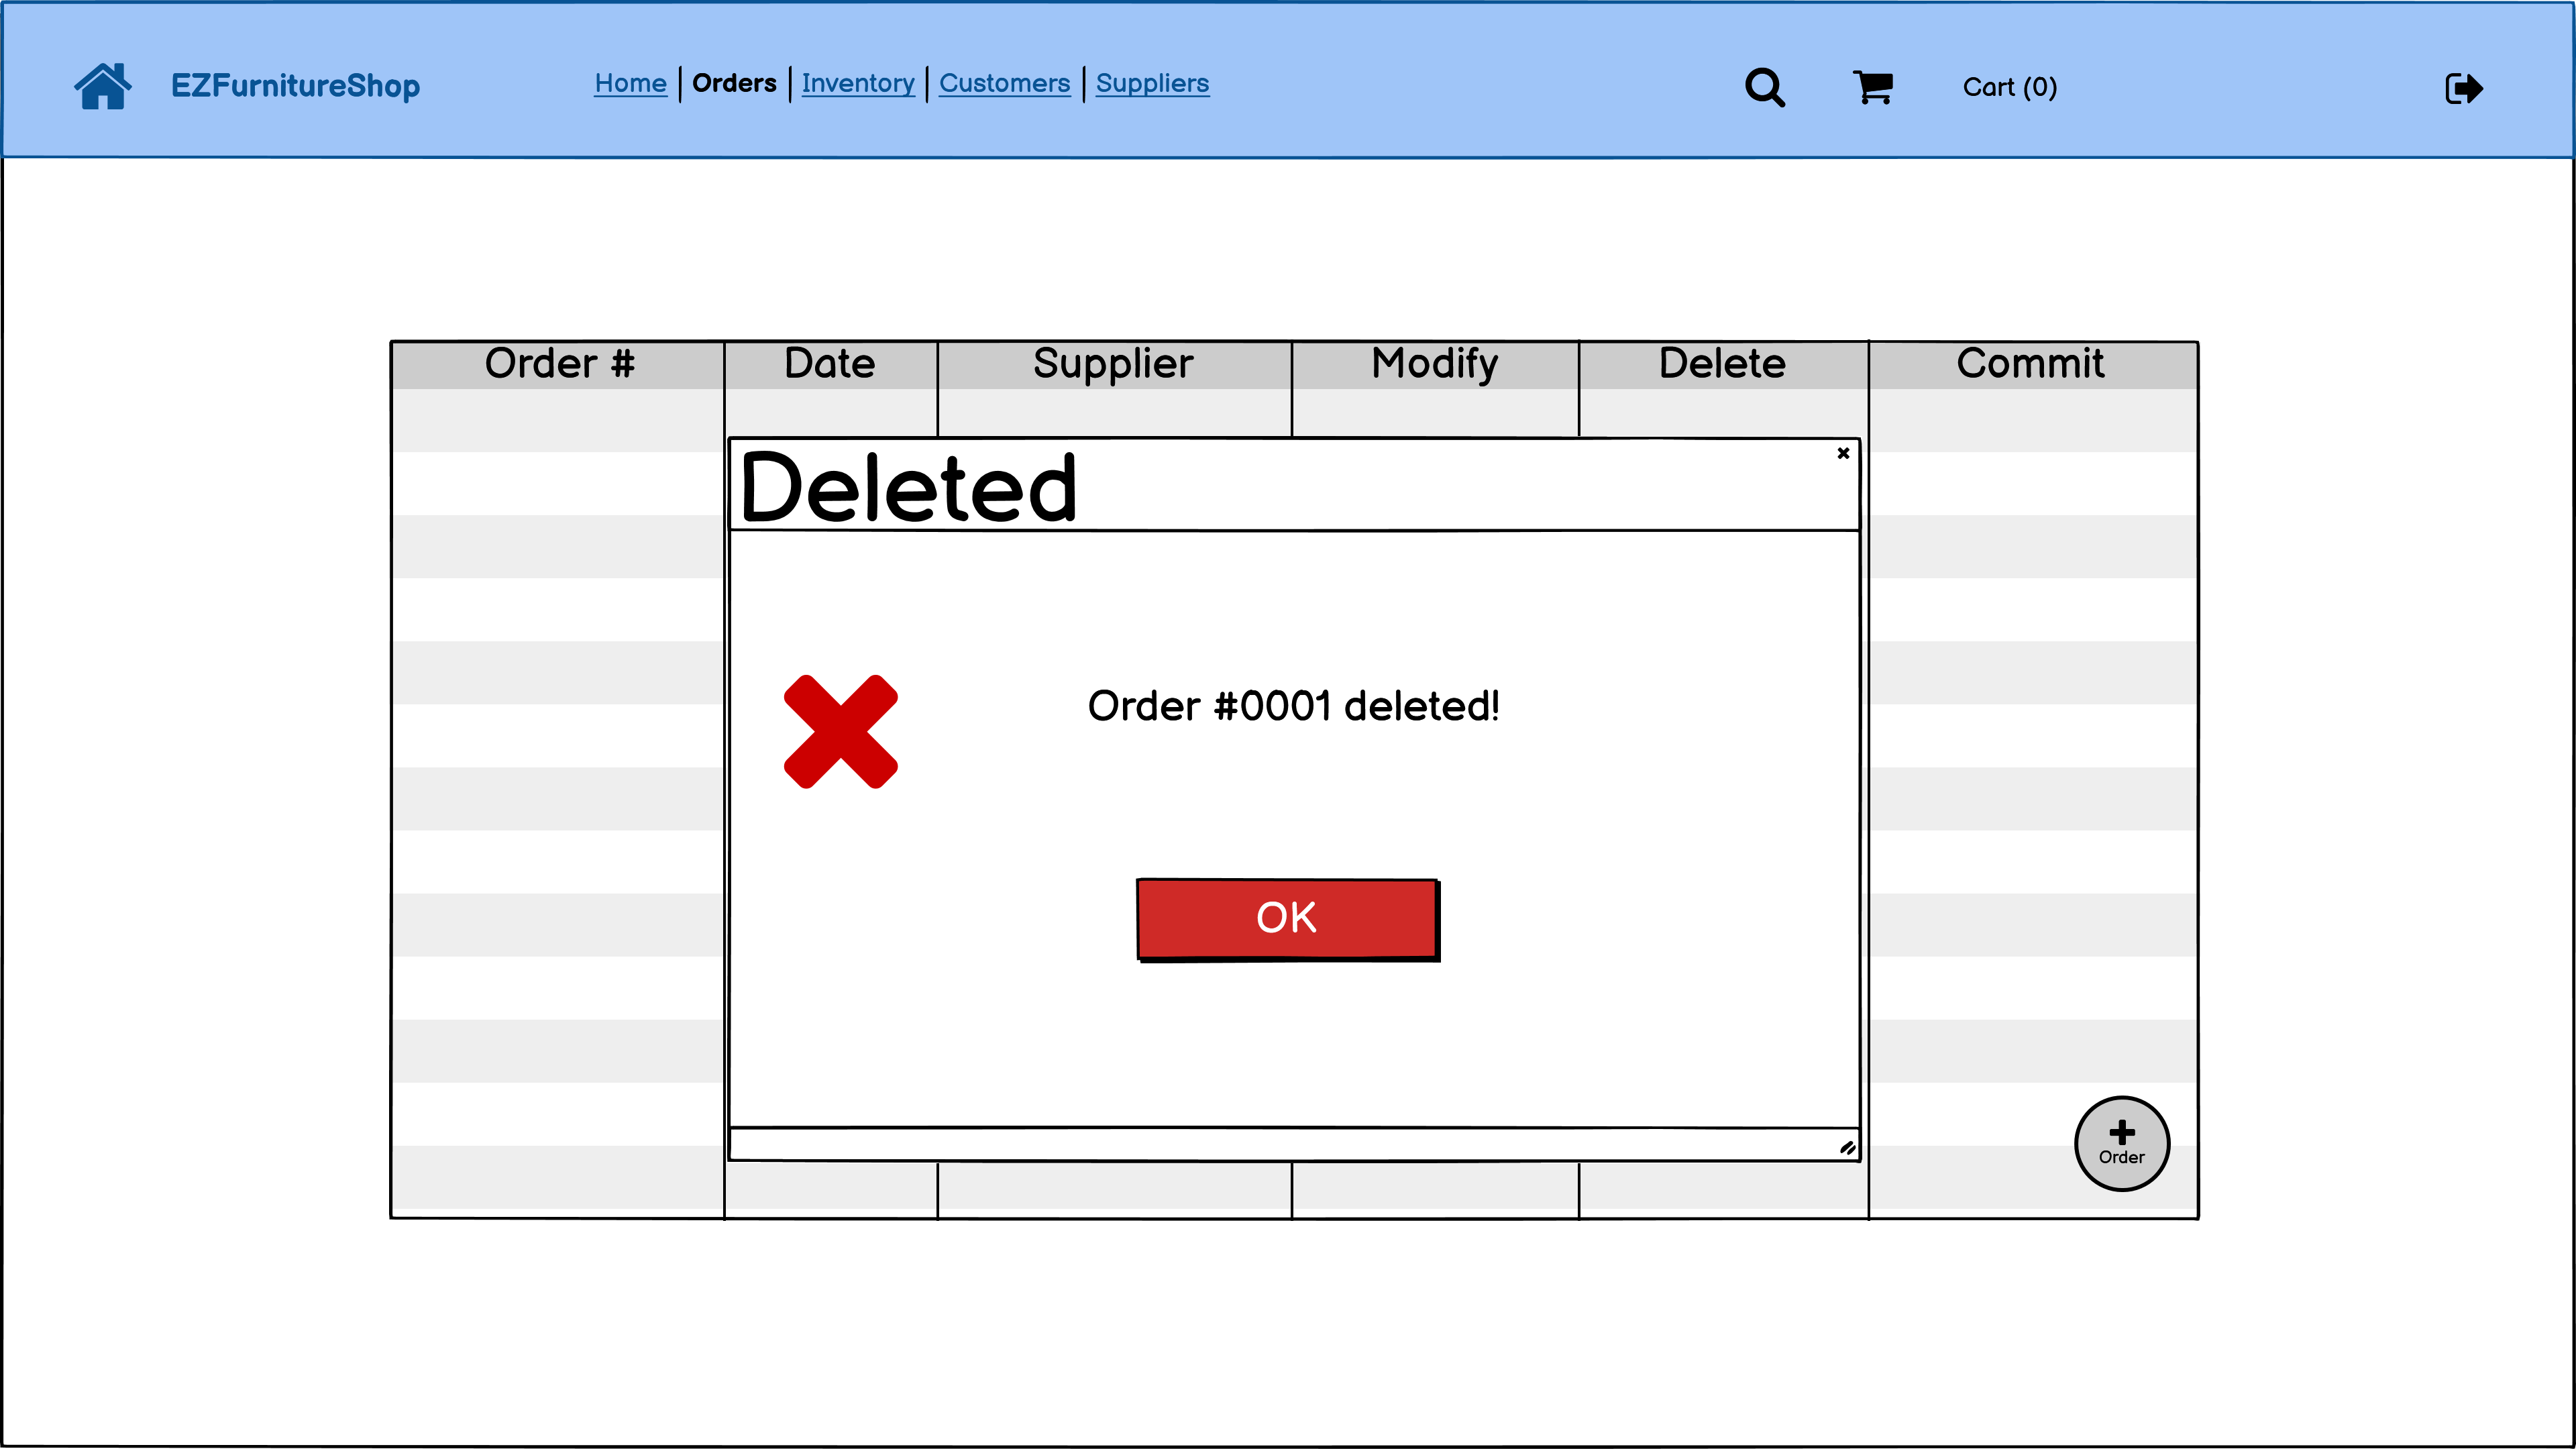 EZFurnitureShop
Home Orders Inventory Customers Suppliers
Cart (0)
Order # Date Supplier Modify Delete Commit
Deleted
Order #0001 deleted!
OK
Order